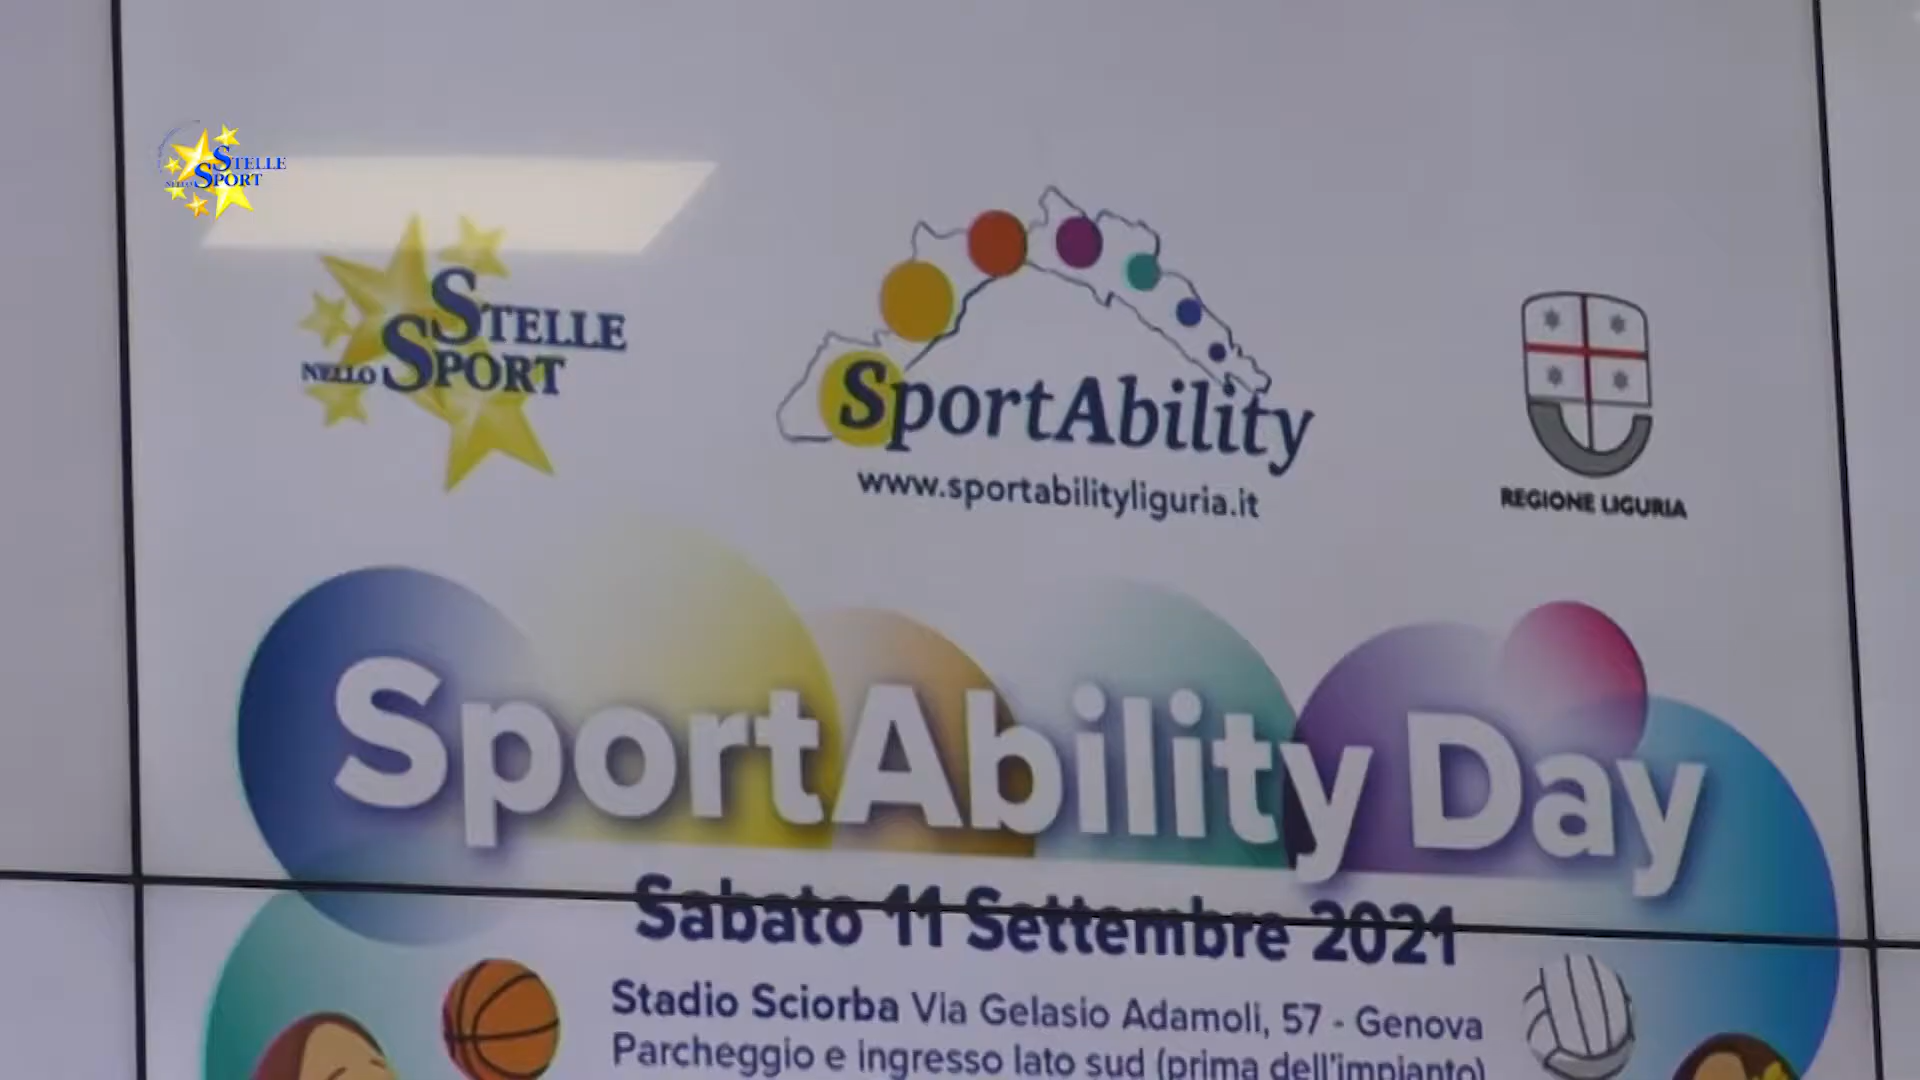 STELLE
NELLO SPORT
STELLE
NELLO SPORT
SportAbility
www.sportabilityliguria.it
REGIONE LIGURIA
SportAbility Day
Sabato 11 Settembre 2021
Stadio Sciorba Via Gelasio Adamoli, 57 - Genova
Parcheggio e ingresso lato sud (prima dell'impianto)